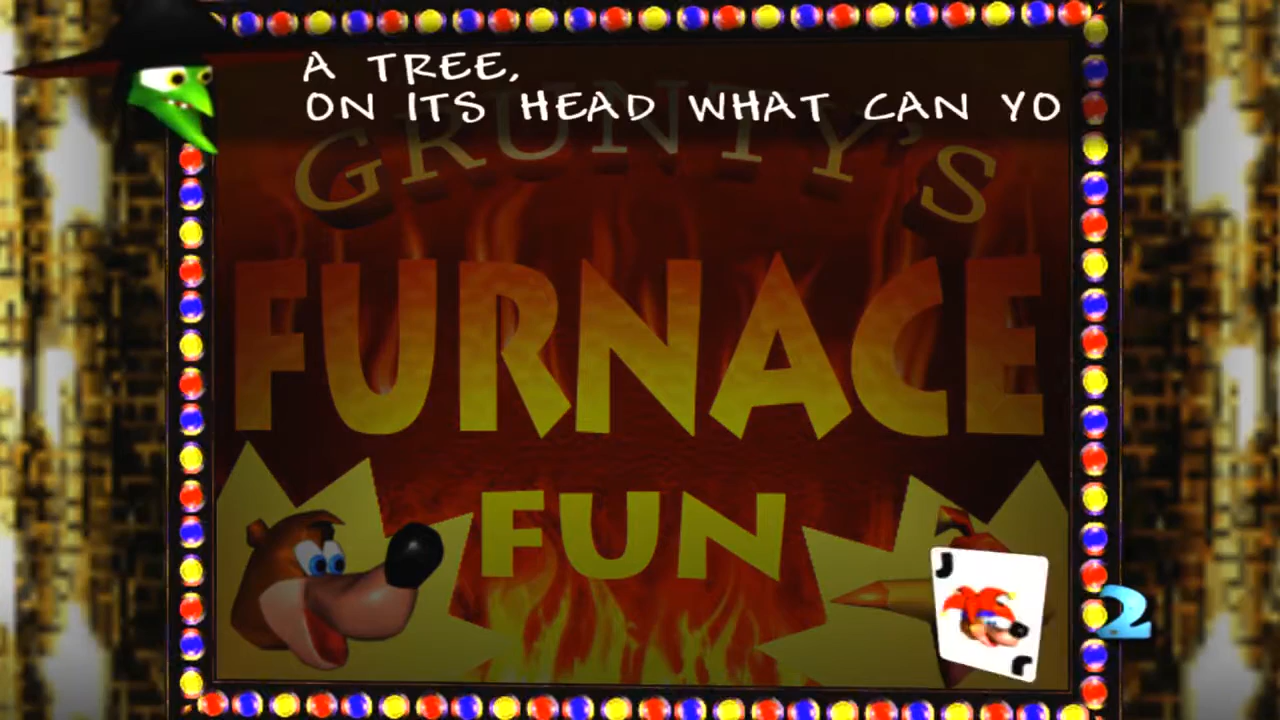 A TREE,
ON ITS HEAD WHAT CAN YO
GRUNTY'S
FURNACE
FUN
J
J
2